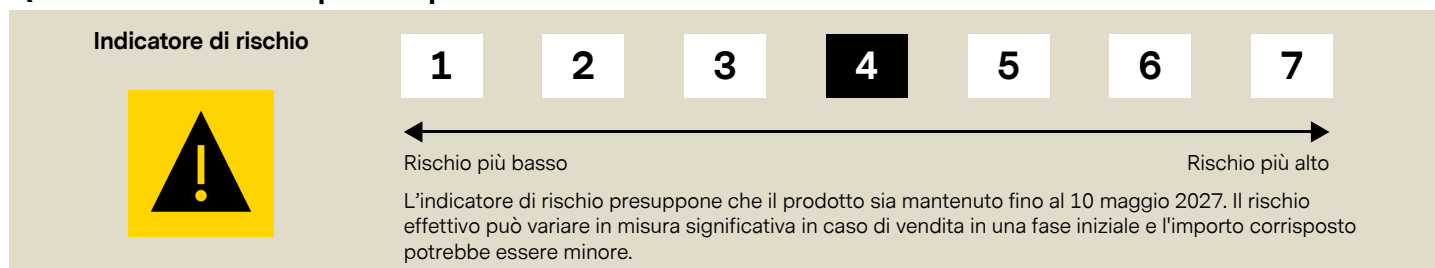 Indicatore di rischio
1 2 3 4 5 6 7
Rischio più basso Rischio più alto
L'indicatore di rischio presuppone che il prodotto sia mantenuto fino al 10 maggio 2027. Il rischio
effettivo può variare in misura significativa in caso di vendita in una fase iniziale e l'importo corrisposto
potrebbe essere minore.